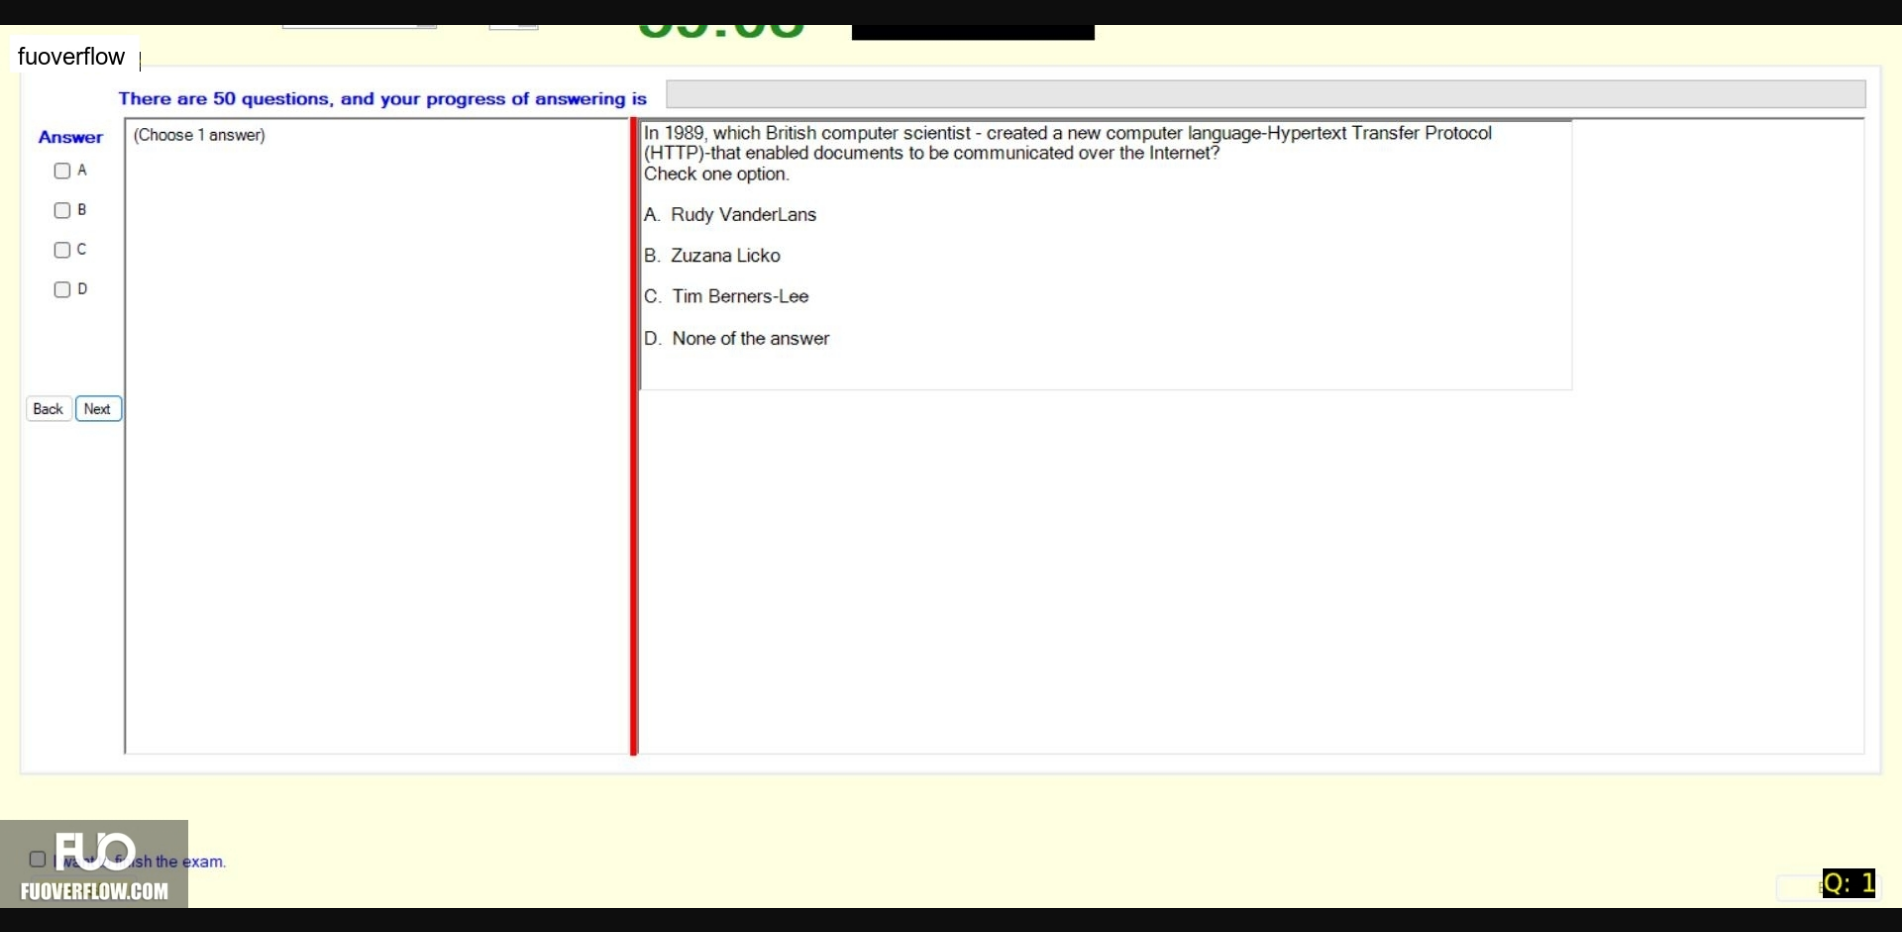 fuoverflow
There are 50 questions, and your progress of answering is
Answer
(Choose 1 answer)
A
B
C
D
Back Next
In 1989, which British computer scientist - created a new computer language-Hypertext Transfer Protocol
(HTTP)-that enabled documents to be communicated over the Internet?
Check one option.
A. Rudy VanderLans
B. Zuzana Licko
C. Tim Berners-Lee
D. None of the answer
FUO
the exam.
FUOVERFLOW.COM
Q: 1